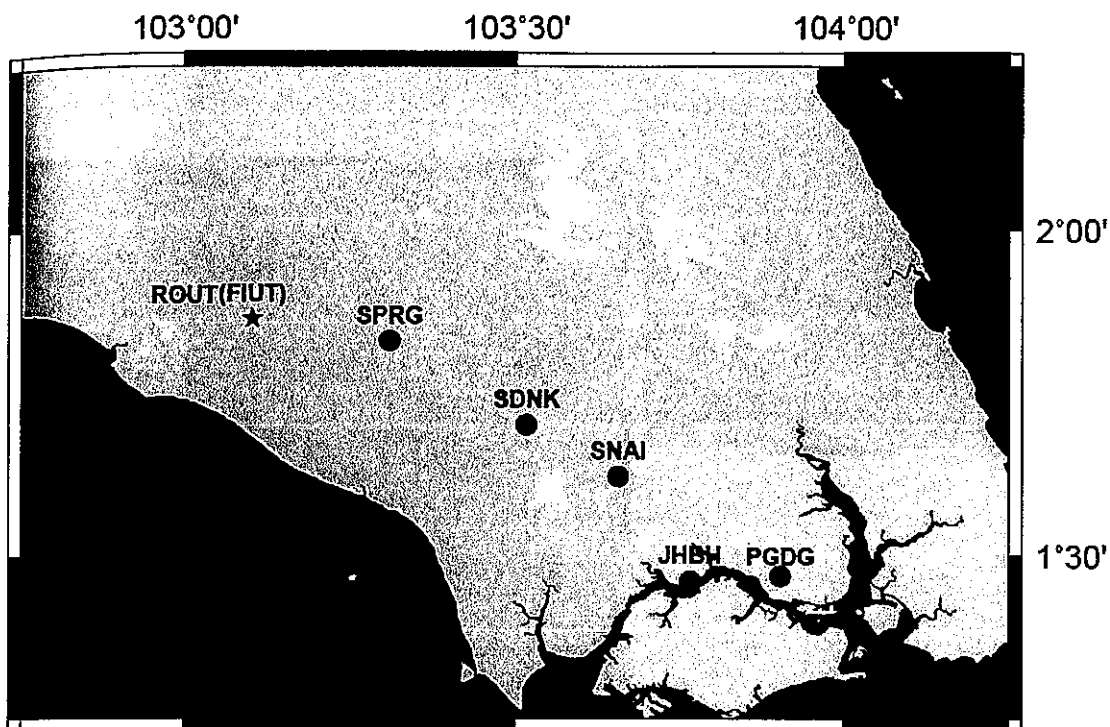 103°00' 103°30' 104°00'
2°00'
ROUT(FIUT)
SPRG
SDNK
SNAI
JHBH PGDG
1°30'